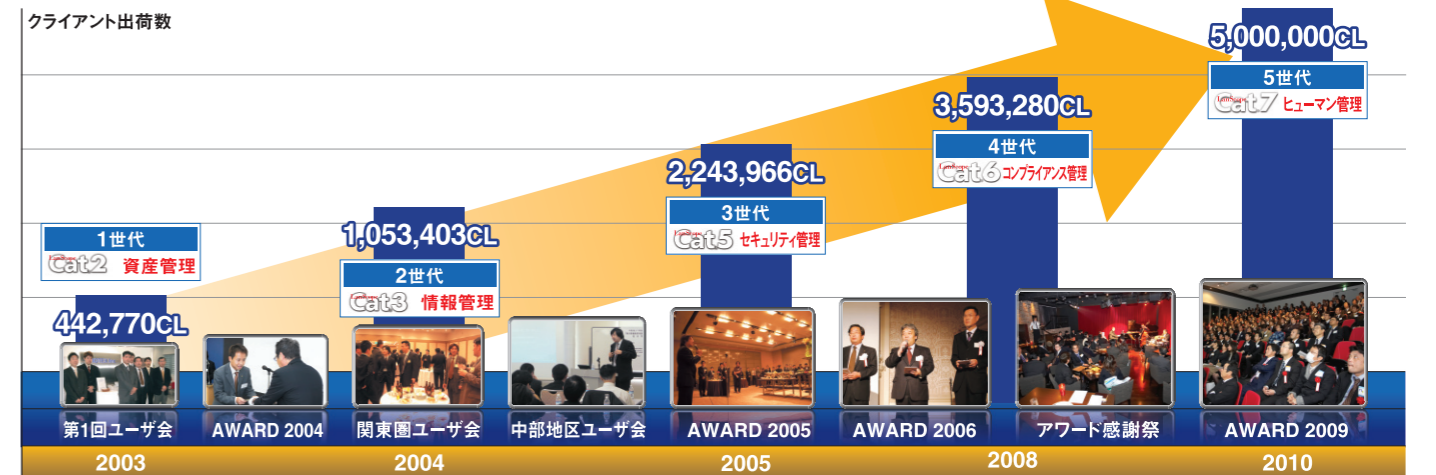 クライアント出荷数
5,000,000CL
5世代
LanScope Cat7 ヒューマン管理
3,593,280CL
4世代
LanScope Cat6 コンプライアンス管理
2,243,966CL
3世代
LanScope Cat5 セキュリティ管理
1,053,403CL
2世代
LanScope Cat3 情報管理
1世代
LanScope Cat2 資産管理
442,770CL
第1回ユーザ会 AWARD 2004 関東圏ユーザ会 中部地区ユーザ会 AWARD 2005 AWARD 2006 アワード感謝祭 AWARD 2009
2003 2004 2005 2008 2010